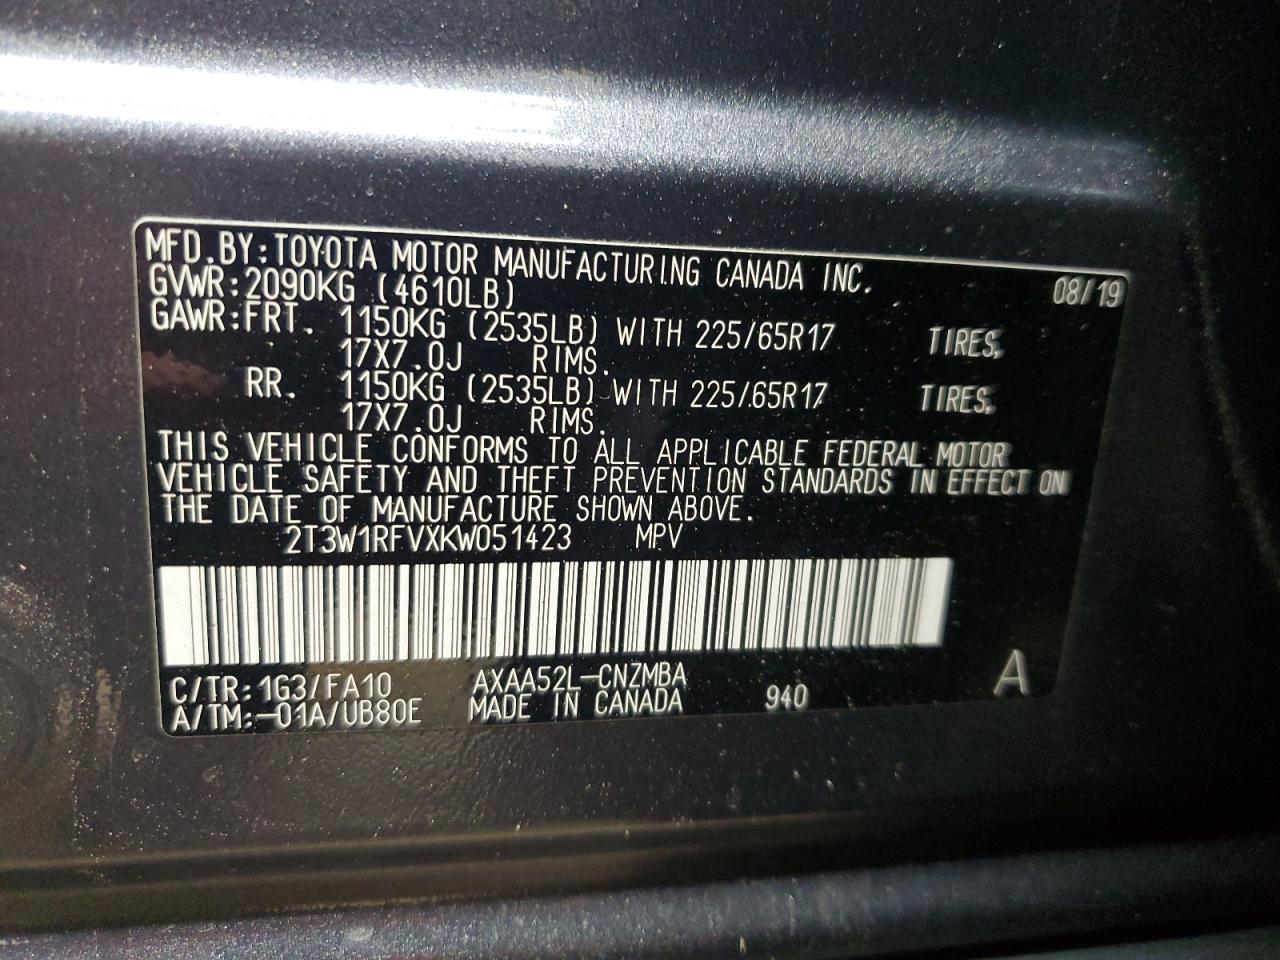 MFD.BY:TOYOTA MOTOR MANUFACTURING CANADA INC. 08/19
GVWR:2090KG (4610LB)
GAWR:FRT. 1150KG (2535LB) WITH 225/65R17 TIRES,
17X7.0J RIMS.
RR. 1150KG (2535LB) WITH 225/65R17 TIRES,
17X7.0J RIMS.
THIS VEHICLE CONFORMS TO ALL APPLICABLE FEDERAL MOTOR
VEHICLE SAFETY AND THEFT PREVENTION STANDARDS IN EFFECT ON
THE DATE OF MANUFACTURE SHOWN ABOVE.
2T3W1RFVXKW051423 MPV
C/TR:1G3/FA10 AXAA52L-CNZMBA
A/TM:-01A/UB80E MADE IN CANADA 940 A